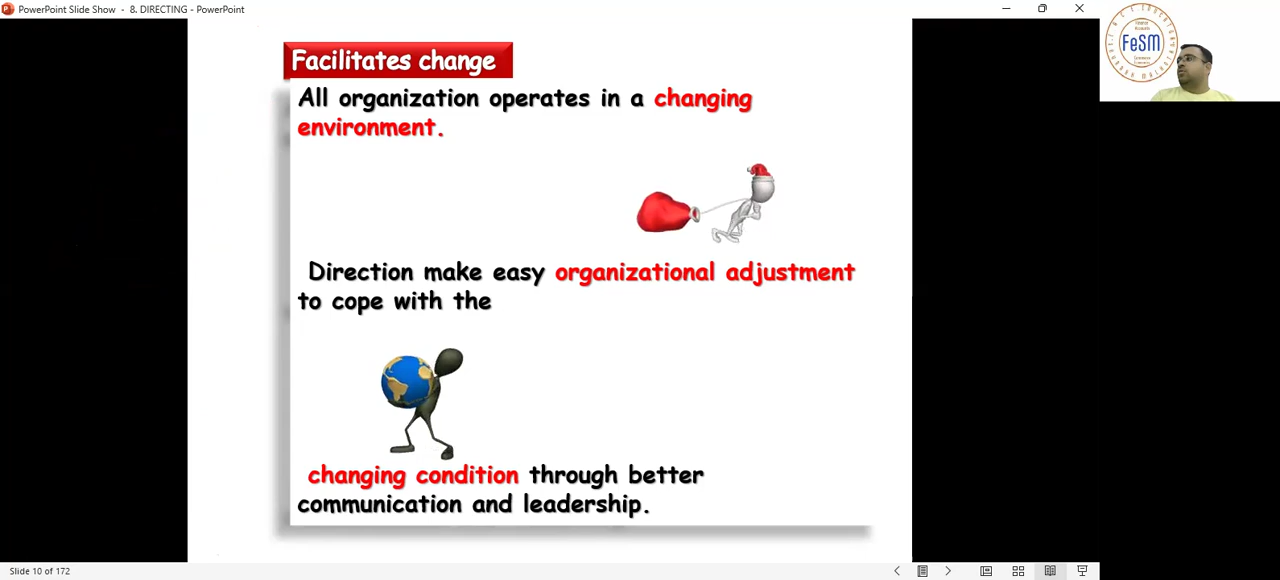 PowerPoint Slide Show - 8. DIRECTING - PowerPoint
FeSM
Facilitates change
All organization operates in a changing
environment.
Direction make easy organizational adjustment
to cope with the
changing condition through better
communication and leadership.
Slide 10 of 172